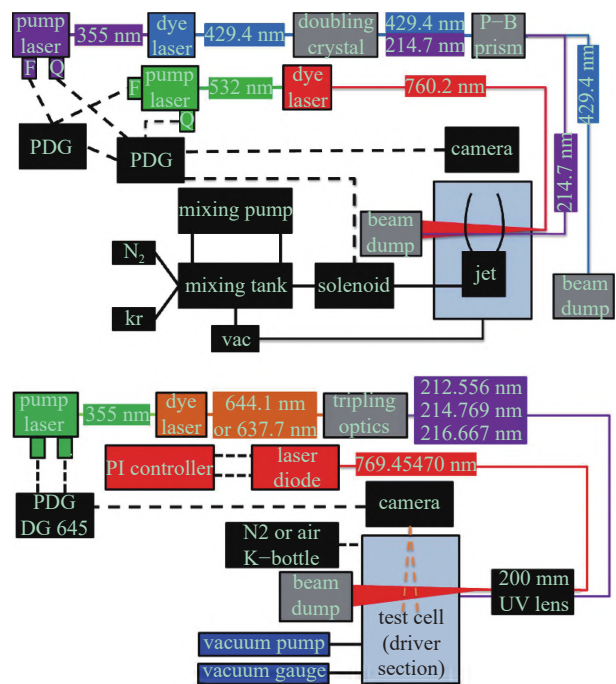 pump
laser
355 nm
dye
laser
429.4 nm
doubling
crystal
429.4 nm
214.7 nm
P−B
prism
F
Q
F
pump
laser
Q
532 nm
dye
laser
760.2 nm
429.4 nm
214.7 nm
PDG
PDG
camera
mixing pump
beam
dump
N2
mixing tank
solenoid
jet
kr
vac
beam
dump
pump
laser
355 nm
dye
laser
644.1 nm
or 637.7 nm
tripling
optics
212.556 nm
214.769 nm
216.667 nm
PI controller
laser
diode
769.45470 nm
PDG
DG 645
camera
N2 or air
K−bottle
beam
dump
200 mm
UV lens
test cell
(driver
section)
vacuum pump
vacuum gauge